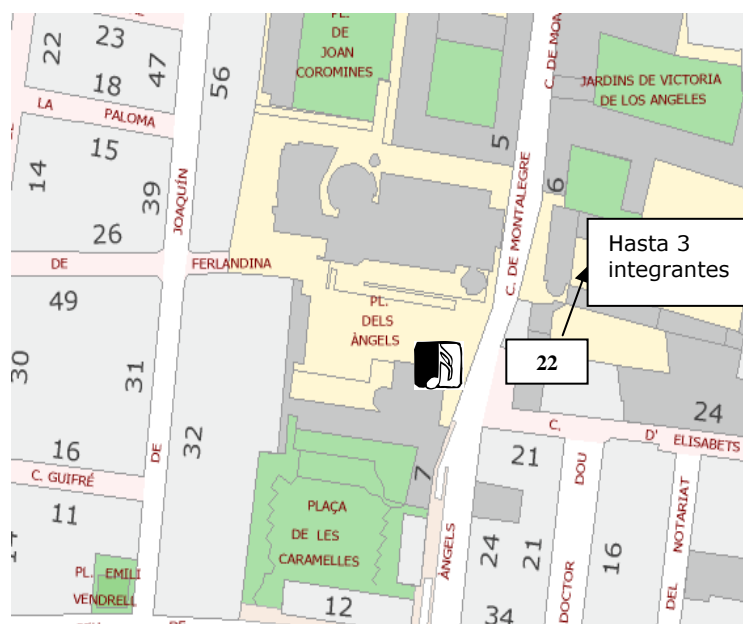 PL.
DE
JOAN
COROMINES
C. DE MON
JARDINS DE VICTORIA
DE LOS ANGELES
22
23
18
47
56
LA
PALOMA
15
14
39
26
5
6
JOAQUÍN
C. DE MONTALEGRE
DE
FERLANDINA
Hasta 3
integrantes
49
PL.
DELS
ÀNGELS
22
30
31
32
16
24
C.
D'
ELISABETS
DE
C. GUIFRÉ
11
7
21
DOU
PLAÇA
DE LES
CARAMELLES
24
21
16
NOTARIAT
PL. EMILI
VENDRELL
ÀNGELS
DOCTOR
DEL
12
34
DE